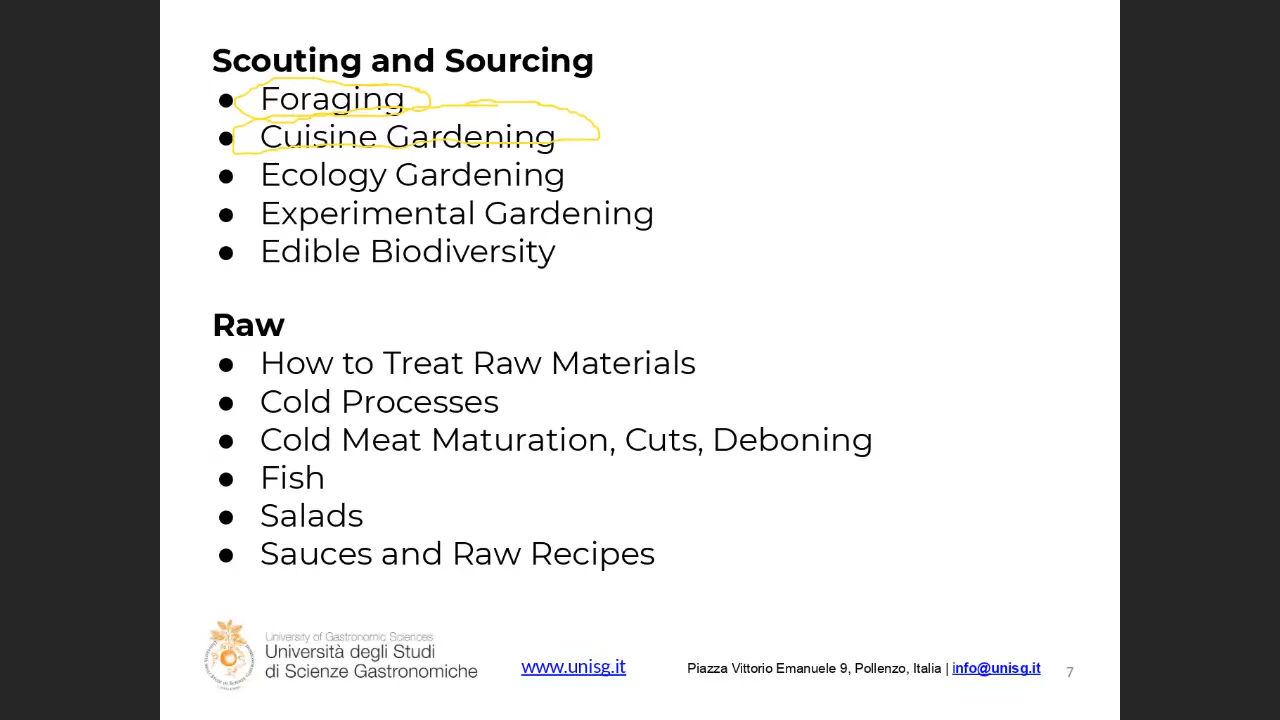 Scouting and Sourcing
● Foraging
● Cuisine Gardening
● Ecology Gardening
● Experimental Gardening
● Edible Biodiversity
Raw
● How to Treat Raw Materials
● Cold Processes
● Cold Meat Maturation, Cuts, Deboning
● Fish
● Salads
● Sauces and Raw Recipes
University of Gastronomic Sciences
Università degli Studi
di Scienze Gastronomiche
www.unisg.it
Piazza Vittorio Emanuele 9, Pollenzo, Italia | info@unisg.it
7